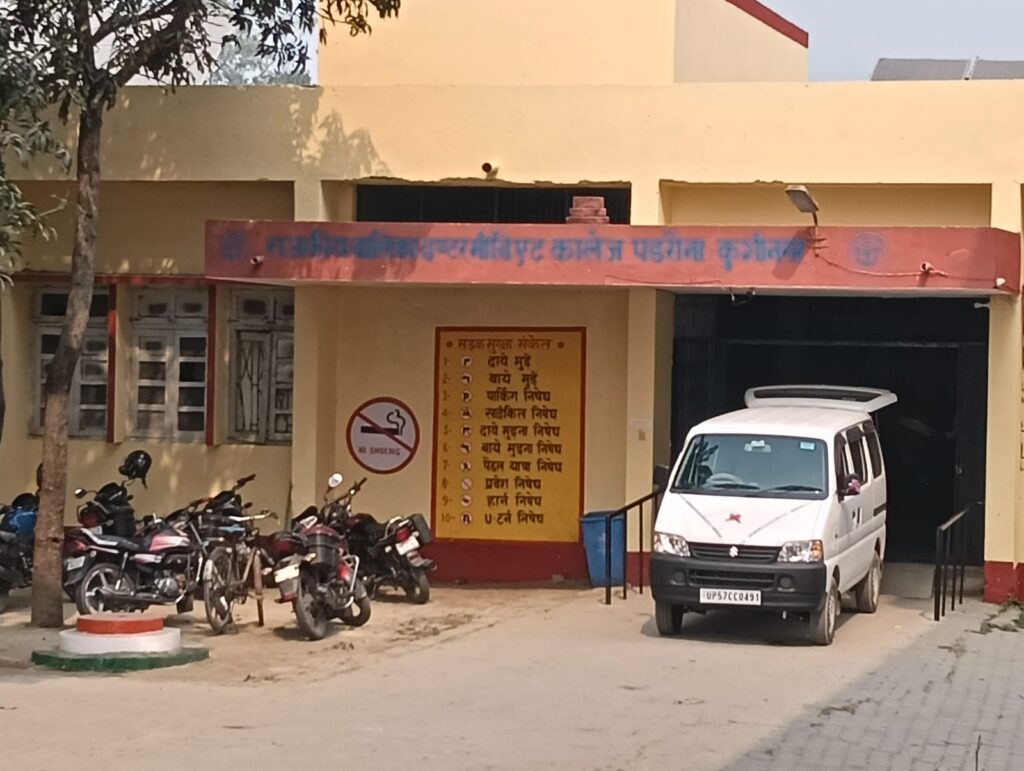 राजकीय बालिका इण्टरमीडिएट कालेज पडरौना कुशीनगर
सड़क सुरक्षा संकेत
1- दाये मुड़ें
2- बाये मुड़ें
3- P पार्किंग निषेध
4- साईकिल निषेध
5- दाये मुड़ना निषेध
6- बाये मुड़ना निषेध
7- पैदल यात्रा निषेध
8- प्रवेश निषेध
9- हार्न निषेध
10- U-टर्न निषेध
NO SMOKING
UP57CC0491